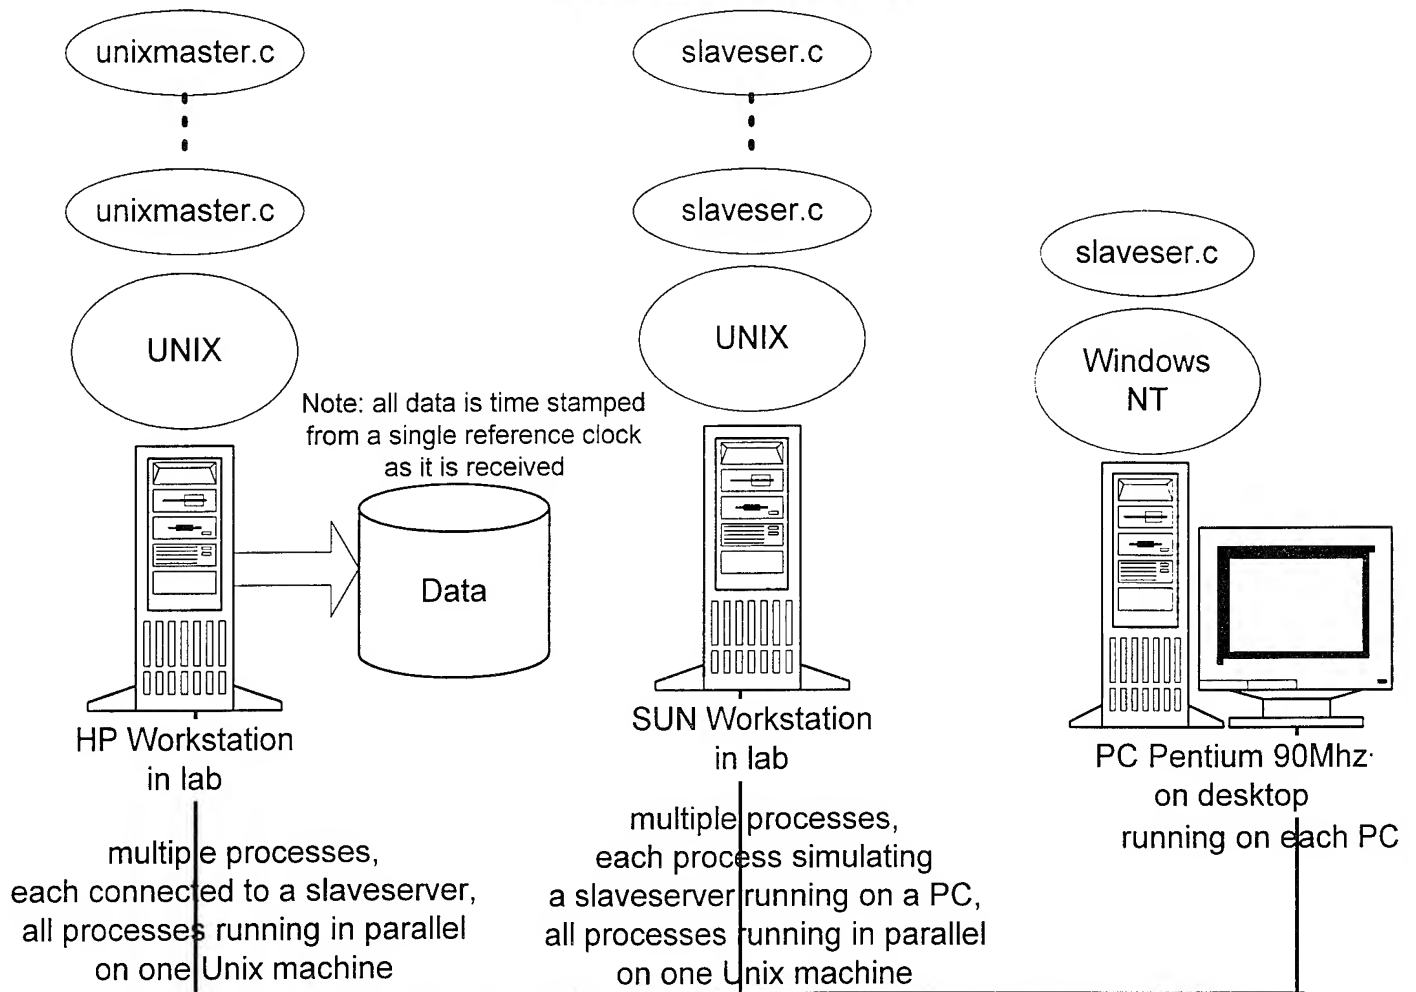 unixmaster.c
unixmaster.c
UNIX
Note: all data is time stamped
from a single reference clock
as it is received
Data
HP Workstation
in lab
multiple processes,
each connected to a slaveserver,
all processes running in parallel
on one Unix machine
slaveser.c
slaveser.c
UNIX
SUN Workstation
in lab
multiple processes,
each process simulating
a slaveserver running on a PC,
all processes running in parallel
on one Unix machine
slaveser.c
Windows
NT
PC Pentium 90Mhz
on desktop
running on each PC